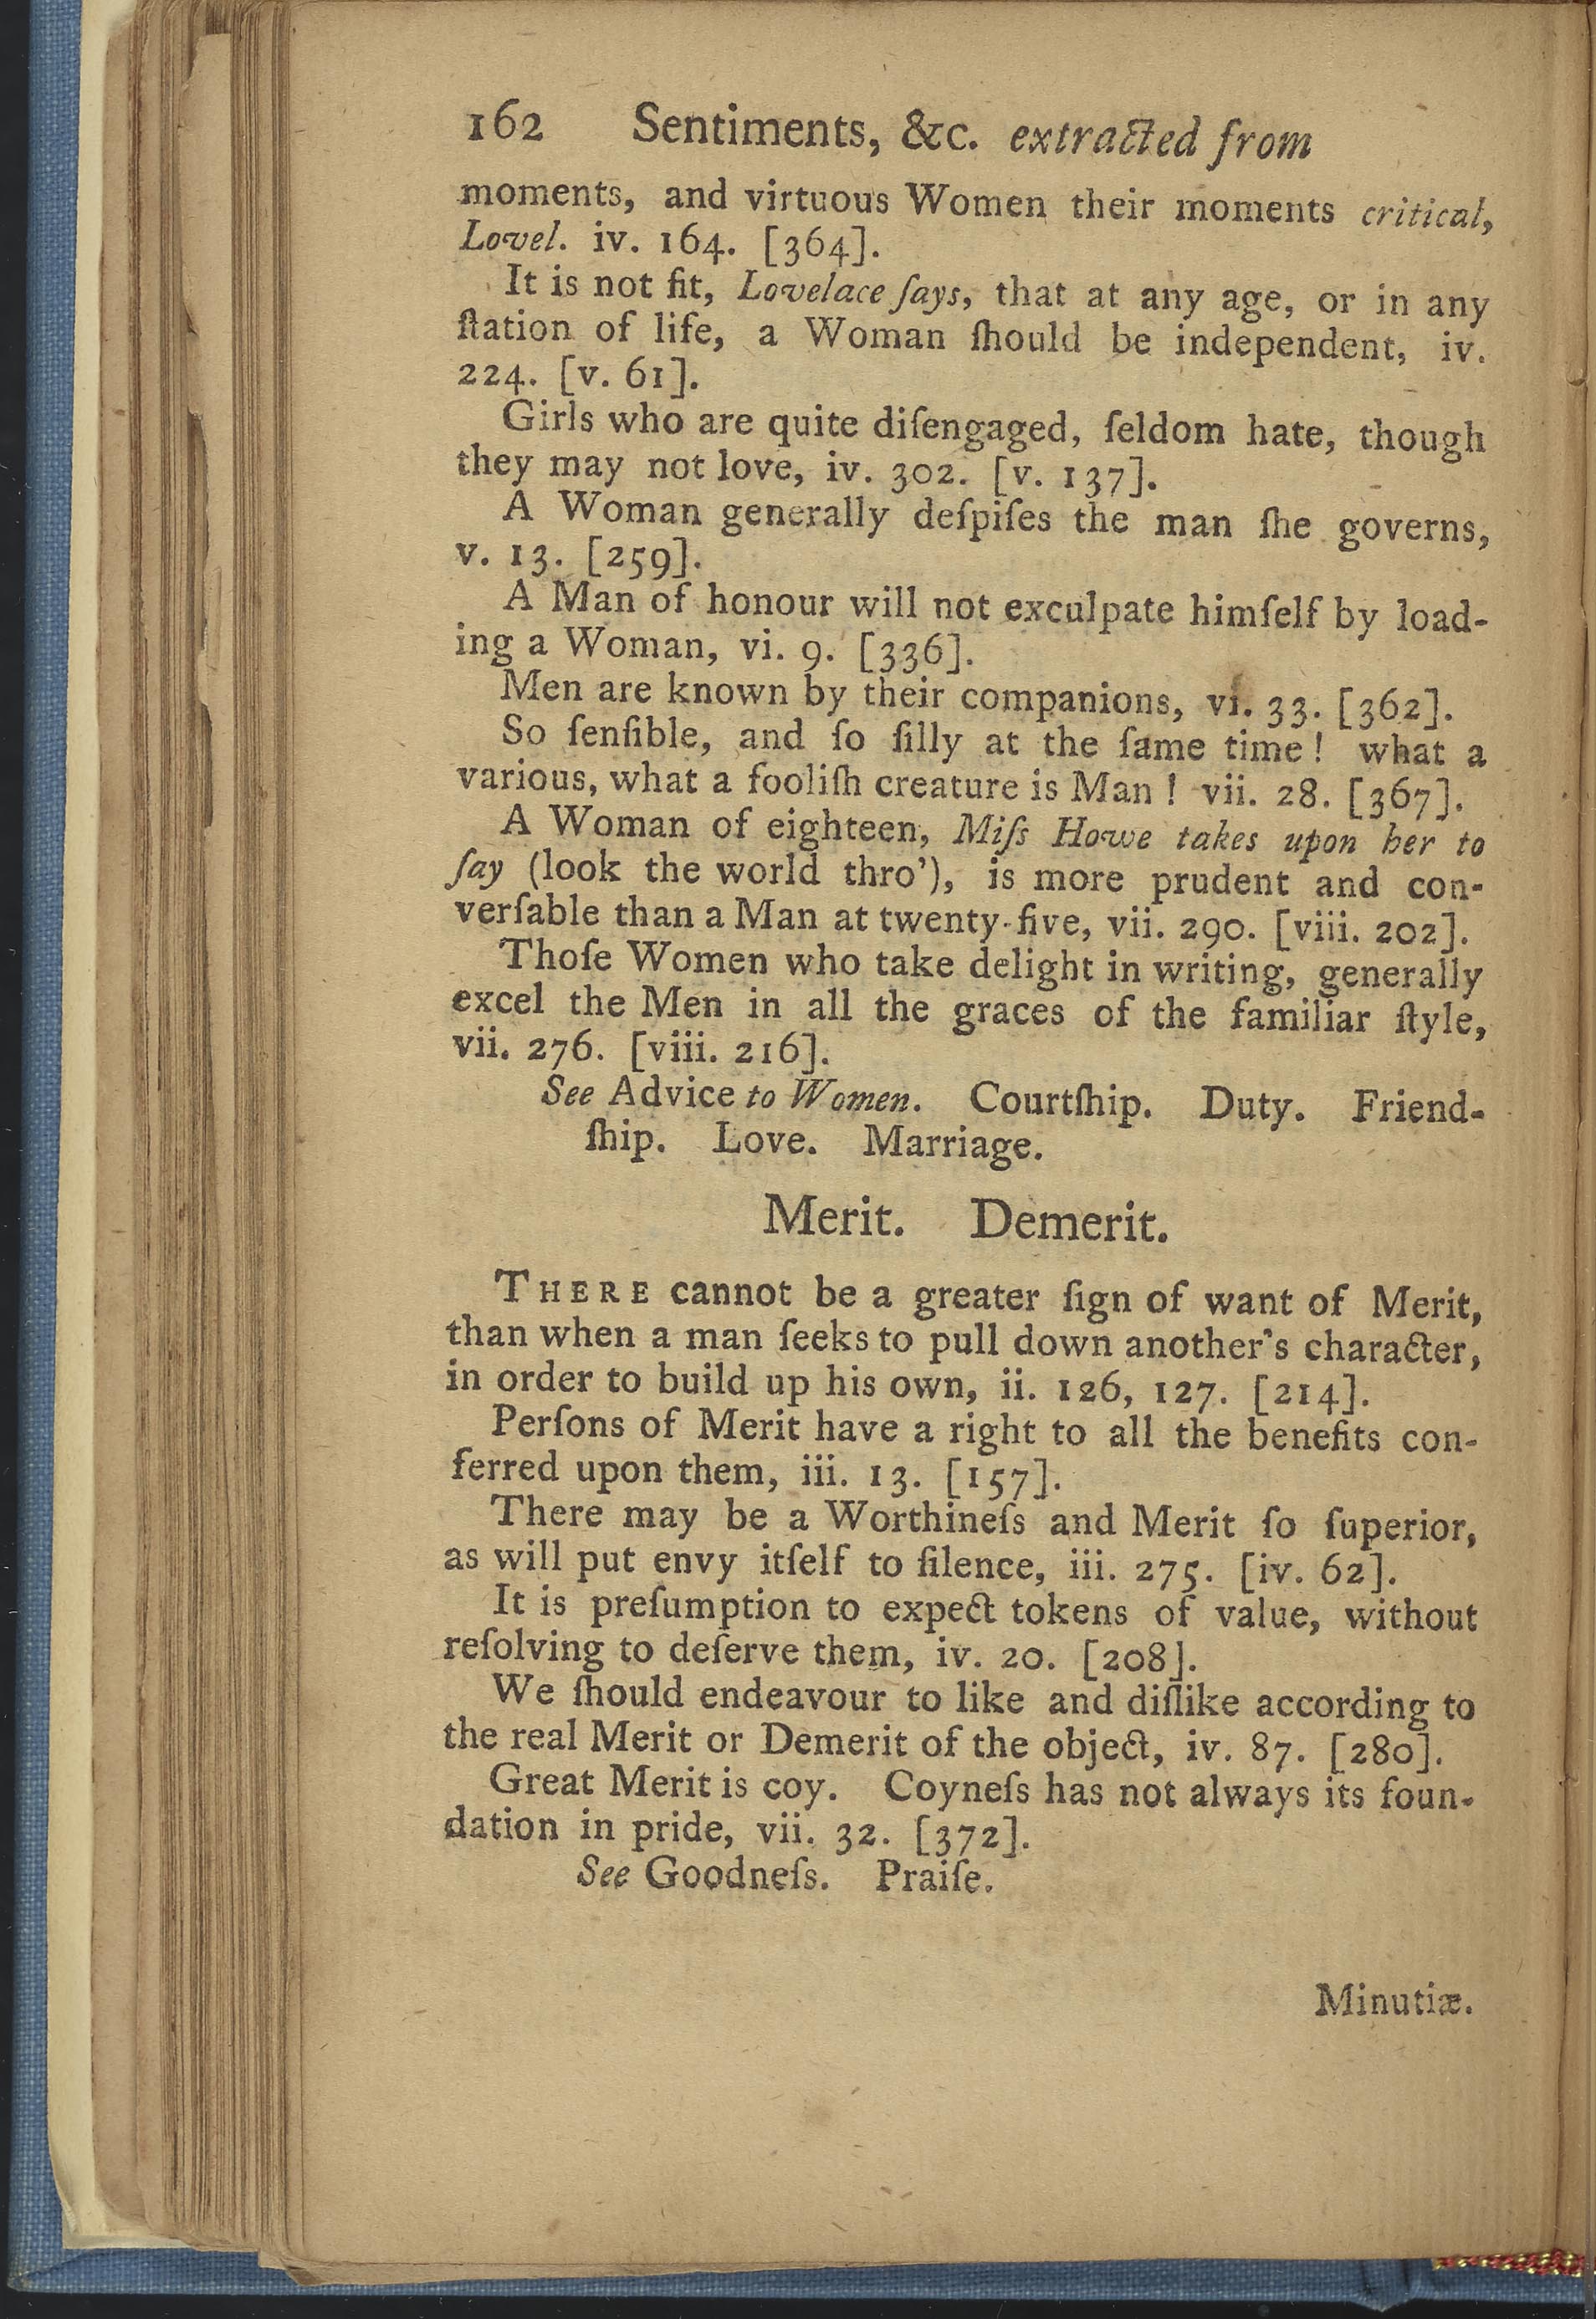 162 Sentiments, &c. extracted from
moments, and virtuous Women their moments critical,
Lovel. iv. 164. [364].
It is not fit, Lovelace ſays, that at any age, or in any
ſtation of life, a Woman ſhould be independent, iv.
224. [v. 61].
Girls who are quite diſengaged, ſeldom hate, though
they may not love, iv. 302. [v. 137].
A Woman generally deſpiſes the man ſhe governs,
v. 13. [259].
A Man of honour will not exculpate himſelf by load-
ing a Woman, vi. 9. [336].
Men are known by their companions, vi. 33. [362].
So ſenſible, and ſo ſilly at the ſame time! what a
various, what a fooliſh creature is Man! vii. 28. [367].
A Woman of eighteen, Miſs Howe takes upon her to
ſay (look the world thro'), is more prudent and con-
verſable than a Man at twenty-five, vii. 290. [viii. 202].
Thoſe Women who take delight in writing, generally
excel the Men in all the graces of the familiar ſtyle,
vii. 276. [viii. 216].
See Advice to Women. Courtſhip. Duty. Friend-
ſhip. Love. Marriage.
Merit. Demerit.
THERE cannot be a greater ſign of want of Merit,
than when a man ſeeks to pull down another's character,
in order to build up his own, ii. 126, 127. [214].
Perſons of Merit have a right to all the benefits con-
ferred upon them, iii. 13. [157].
There may be a Worthineſs and Merit ſo ſuperior,
as will put envy itſelf to ſilence, iii. 275. [iv. 62].
It is preſumption to expect tokens of value, without
reſolving to deſerve them, iv. 20. [208].
We ſhould endeavour to like and diſlike according to
the real Merit or Demerit of the object, iv. 87. [280].
Great Merit is coy. Coyneſs has not always its foun-
dation in pride, vii. 32. [372].
See Goodneſs. Praiſe.
Minutiæ.